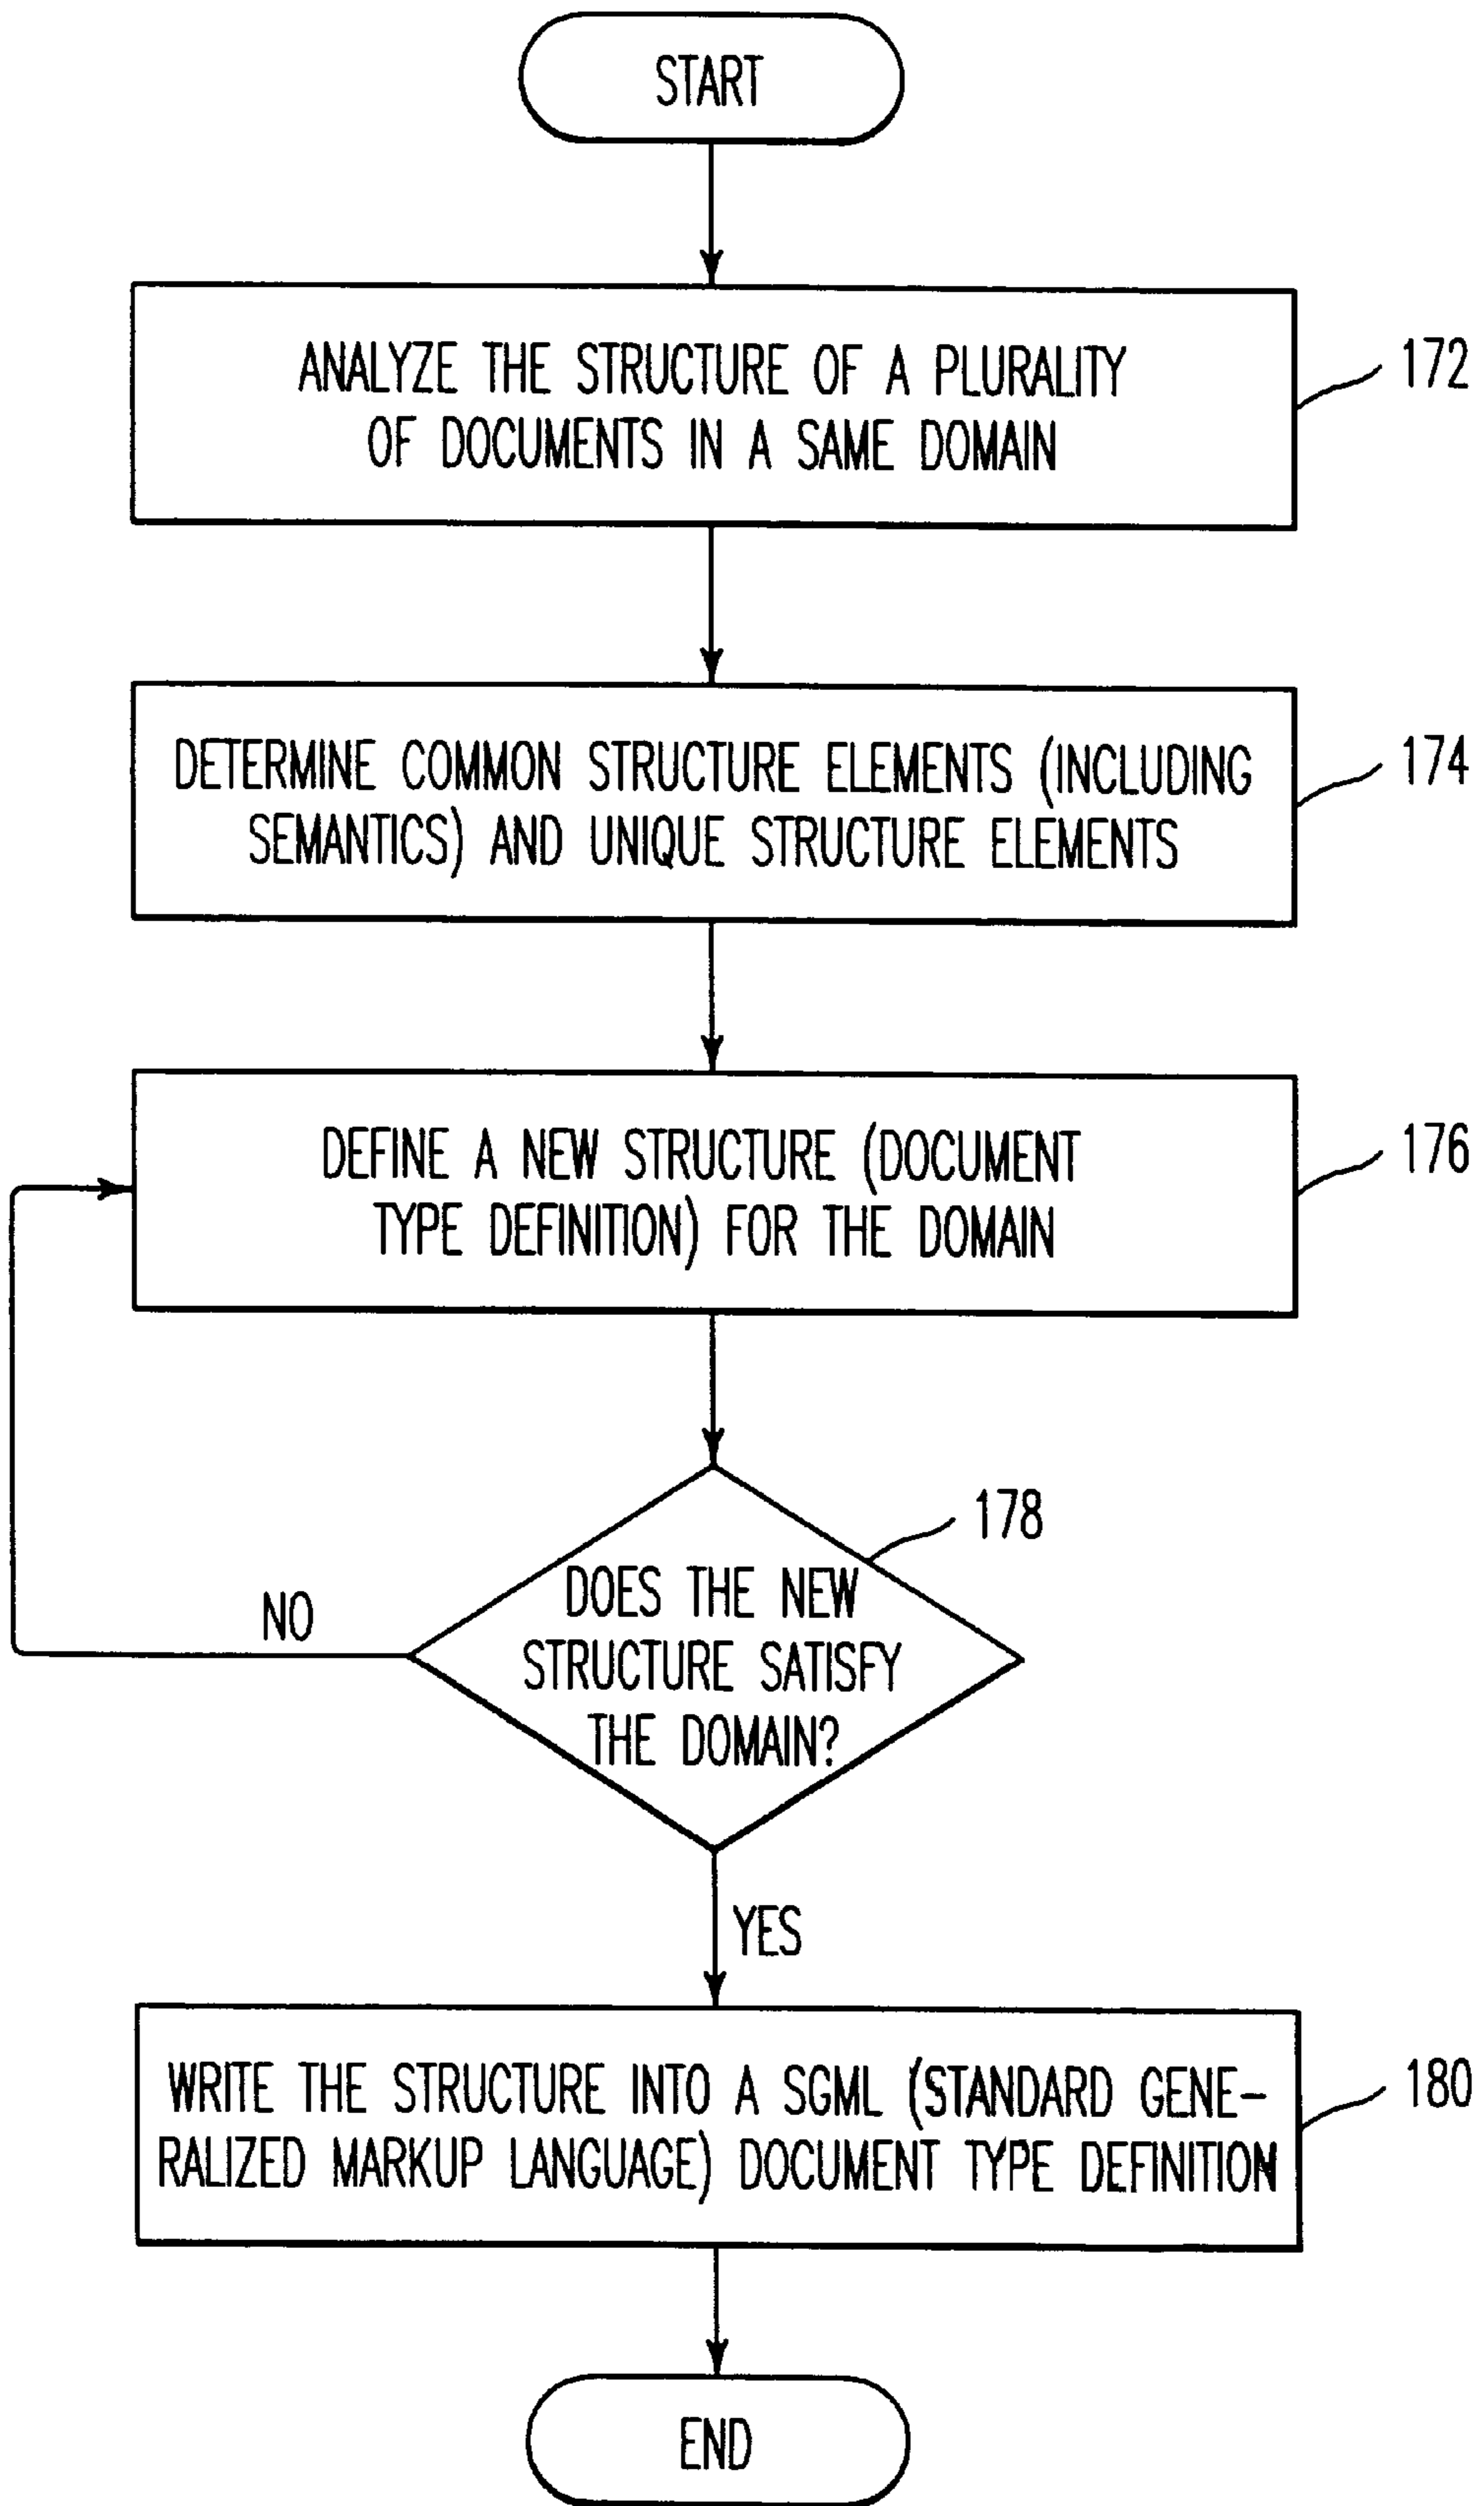 START
ANALYZE THE STRUCTURE OF A PLURALITY
OF DOCUMENTS IN A SAME DOMAIN
172
DETERMINE COMMON STRUCTURE ELEMENTS (INCLUDING
SEMANTICS) AND UNIQUE STRUCTURE ELEMENTS
174
DEFINE A NEW STRUCTURE (DOCUMENT
TYPE DEFINITION) FOR THE DOMAIN
176
178
DOES THE NEW
STRUCTURE SATISFY
THE DOMAIN?
NO
YES
WRITE THE STRUCTURE INTO A SGML (STANDARD GENE-
RALIZED MARKUP LANGUAGE) DOCUMENT TYPE DEFINITION
180
END